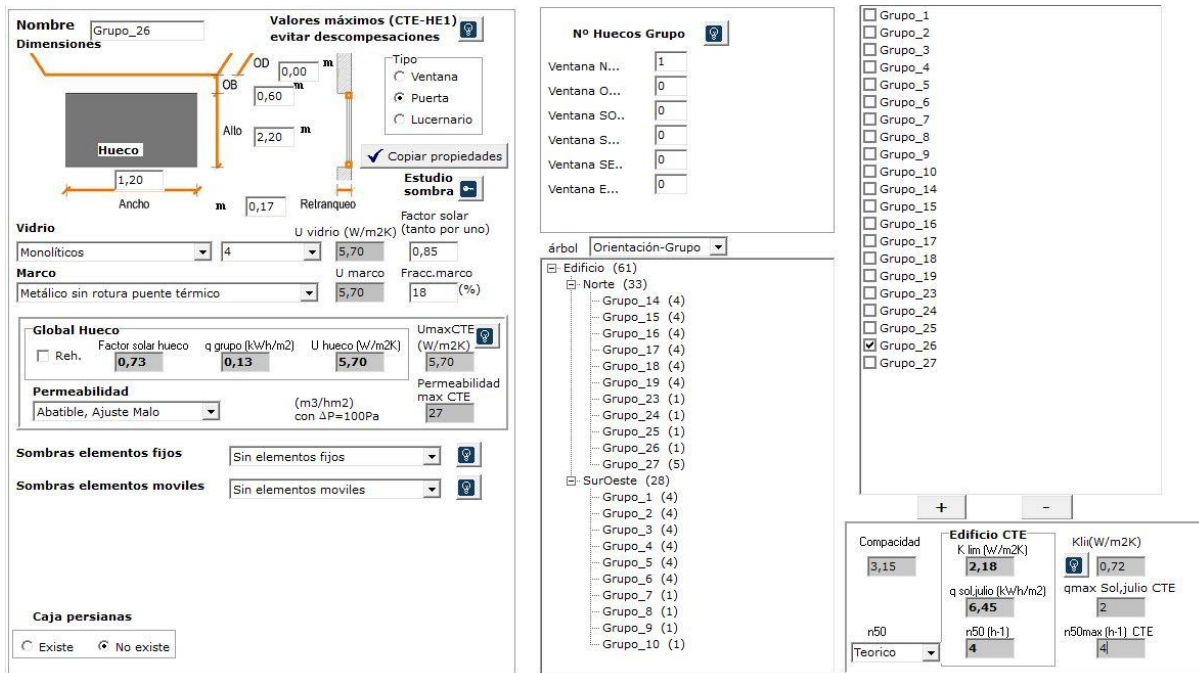 Nombre Grupo_26 Valores máximos (CTE-HE1)
evitar descompesaciones
Dimensiones
OD 0,00 m
OB 0,60 m
Alto 2,20 m
Hueco
1,20
Ancho m 0,17 Retranqueo
Tipo
Ventana
Puerta
Lucernario
Copiar propiedades
Estudio
sombra
Vidrio U vidrio (W/m2K) Factor solar
(tanto por uno)
Monolíticos 4 5,70 0,85
Marco U marco Fracc.marco
Metálico sin rotura puente térmico 5,70 18 (%)
Global Hueco
Reh. Factor solar hueco q grupo (kWh/m2) U hueco (W/m2K) UmaxCTE
(W/m2K)
0,73 0,13 5,70 5,70
Permeabilidad
Abatible, Ajuste Malo (m3/hm2)
con ΔP=100Pa
Permeabilidad
max CTE
27
Sombras elementos fijos Sin elementos fijos
Sombras elementos moviles Sin elementos moviles
Caja persianas
Existe No existe
Nº Huecos Grupo
Ventana N... 1
Ventana O... 0
Ventana SO.. 0
Ventana S... 0
Ventana SE.. 0
Ventana E... 0
árbol Orientación-Grupo
Edificio (61)
Norte (33)
Grupo_14 (4)
Grupo_15 (4)
Grupo_16 (4)
Grupo_17 (4)
Grupo_18 (4)
Grupo_19 (4)
Grupo_23 (1)
Grupo_24 (1)
Grupo_25 (1)
Grupo_26 (1)
Grupo_27 (5)
SurOeste (28)
Grupo_1 (4)
Grupo_2 (4)
Grupo_3 (4)
Grupo_4 (4)
Grupo_5 (4)
Grupo_6 (4)
Grupo_7 (1)
Grupo_8 (1)
Grupo_9 (1)
Grupo_10 (1)
Grupo_1
Grupo_2
Grupo_3
Grupo_4
Grupo_5
Grupo_6
Grupo_7
Grupo_8
Grupo_9
Grupo_10
Grupo_14
Grupo_15
Grupo_16
Grupo_17
Grupo_18
Grupo_19
Grupo_23
Grupo_24
Grupo_25
Grupo_26
Grupo_27
+ -
Compacidad
3,15
n50
Teorico
Edificio CTE
K lim (W/m2K)
2,18
q sol,julio (kWh/m2)
6,45
n50 (h-1)
4
Klii(W/m2K)
0,72
qmax Sol,julio CTE
2
n50max (h-1) CTE
4